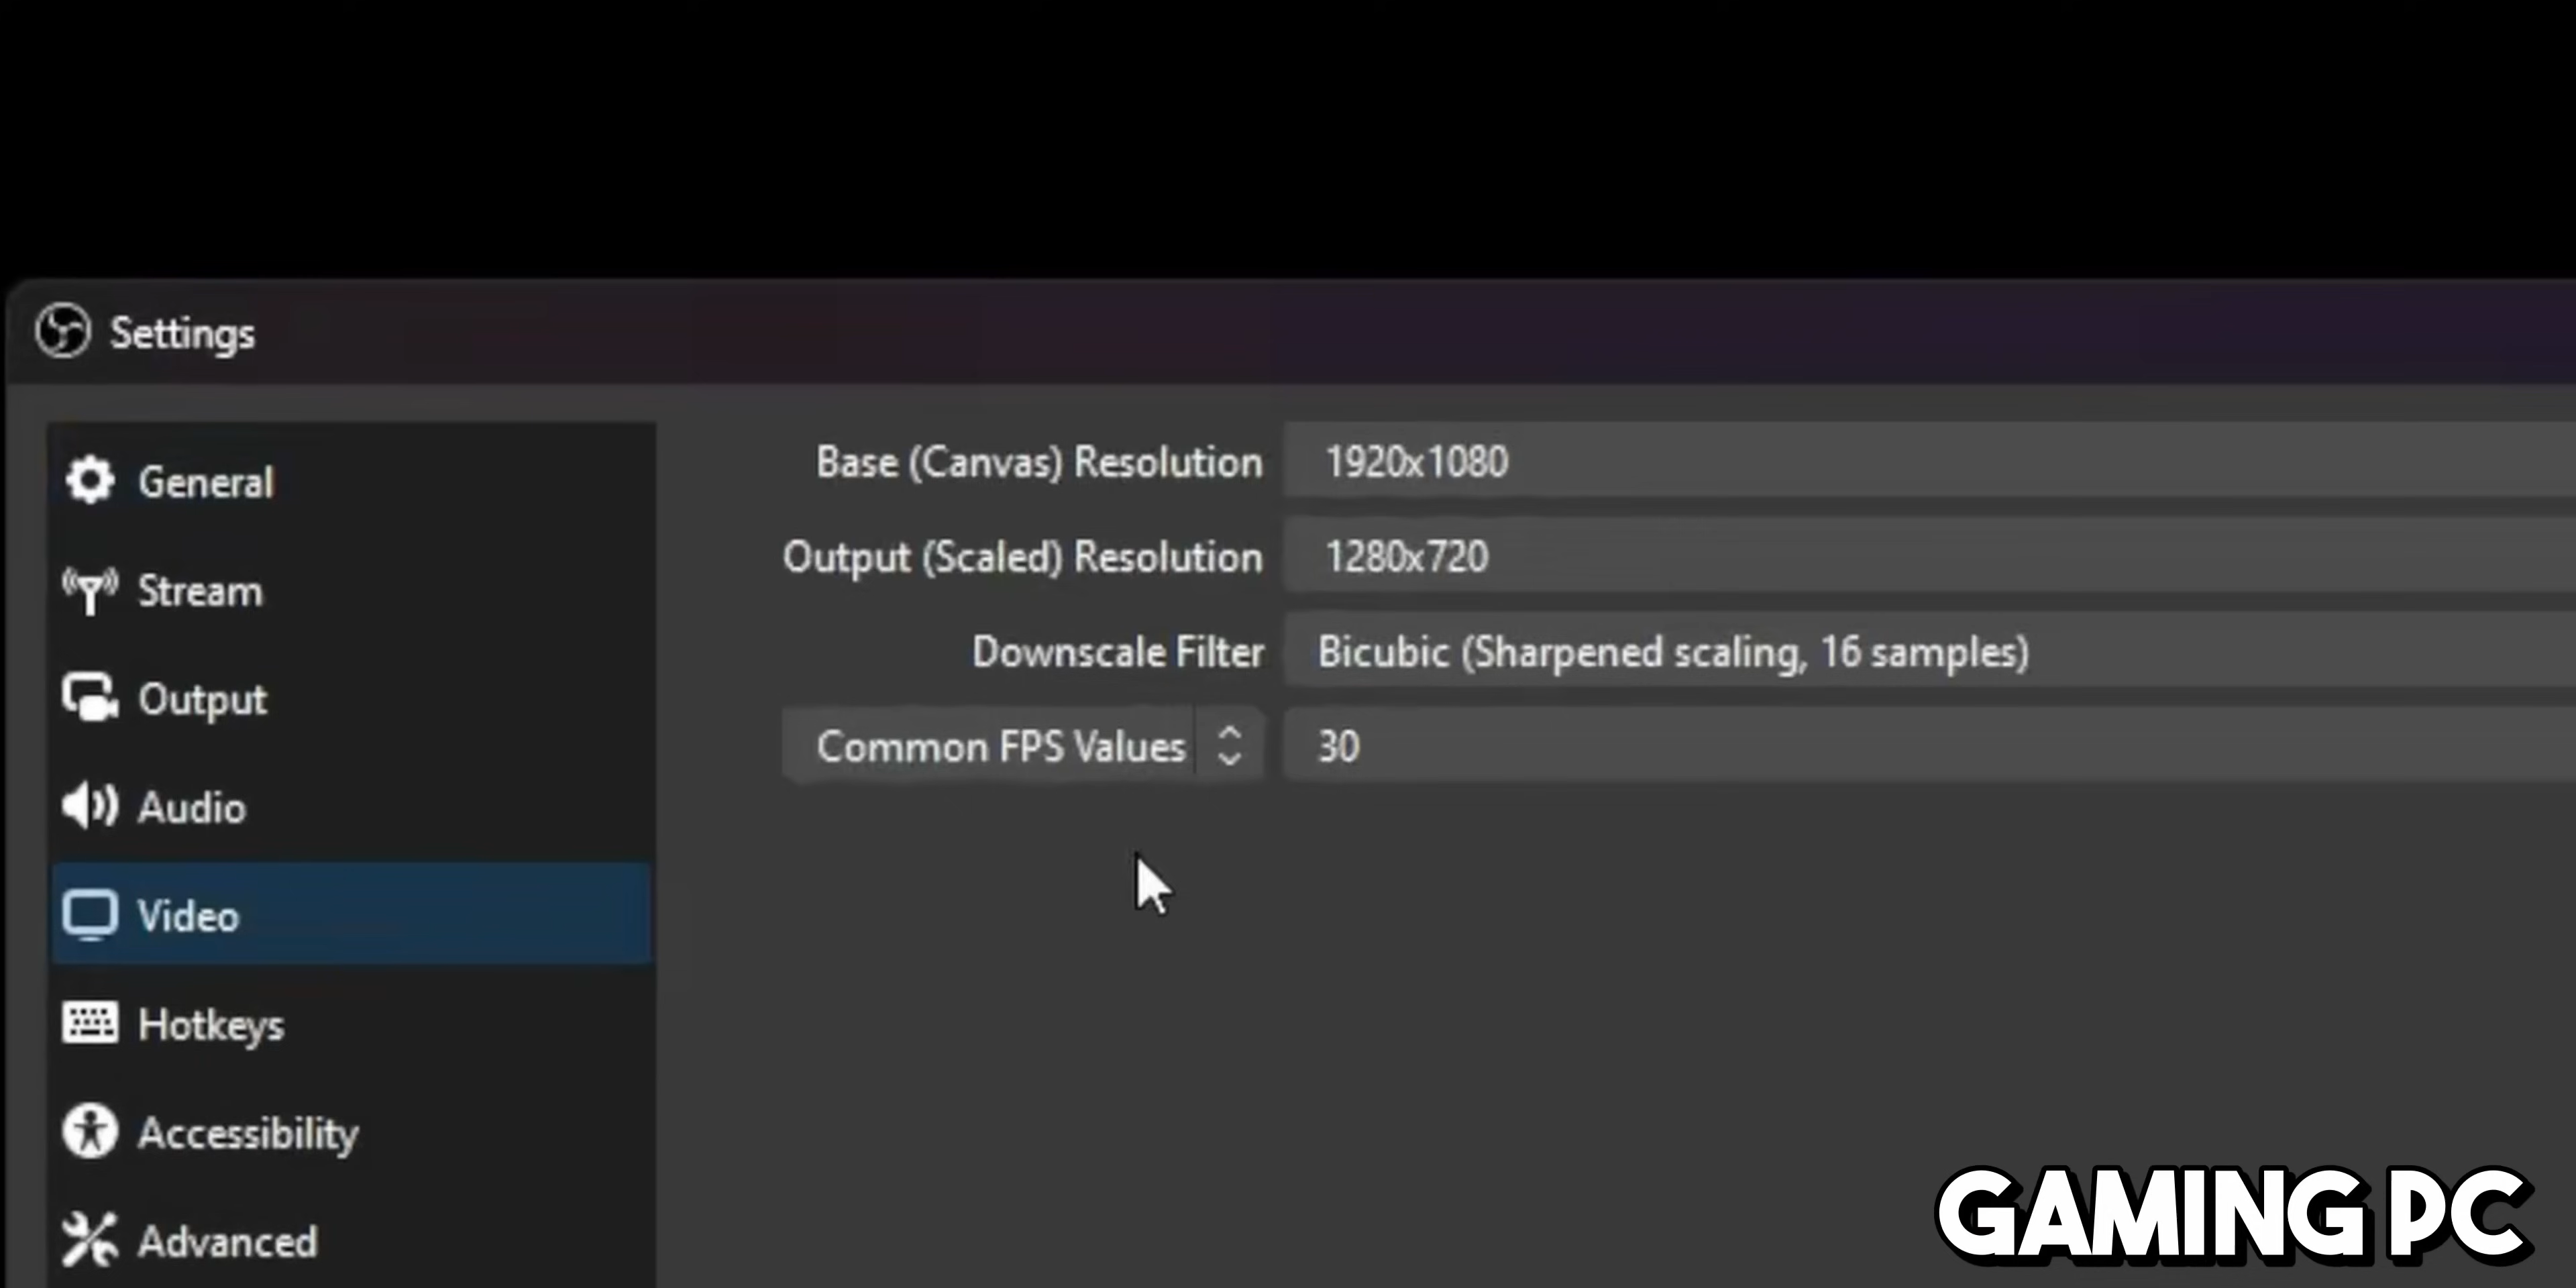 Settings
General
Stream
Output
Audio
Video
Hotkeys
Accessibility
Advanced
Base (Canvas) Resolution 1920x1080
Output (Scaled) Resolution 1280x720
Downscale Filter Bicubic (Sharpened scaling, 16 samples)
Common FPS Values 30
GAMING PC